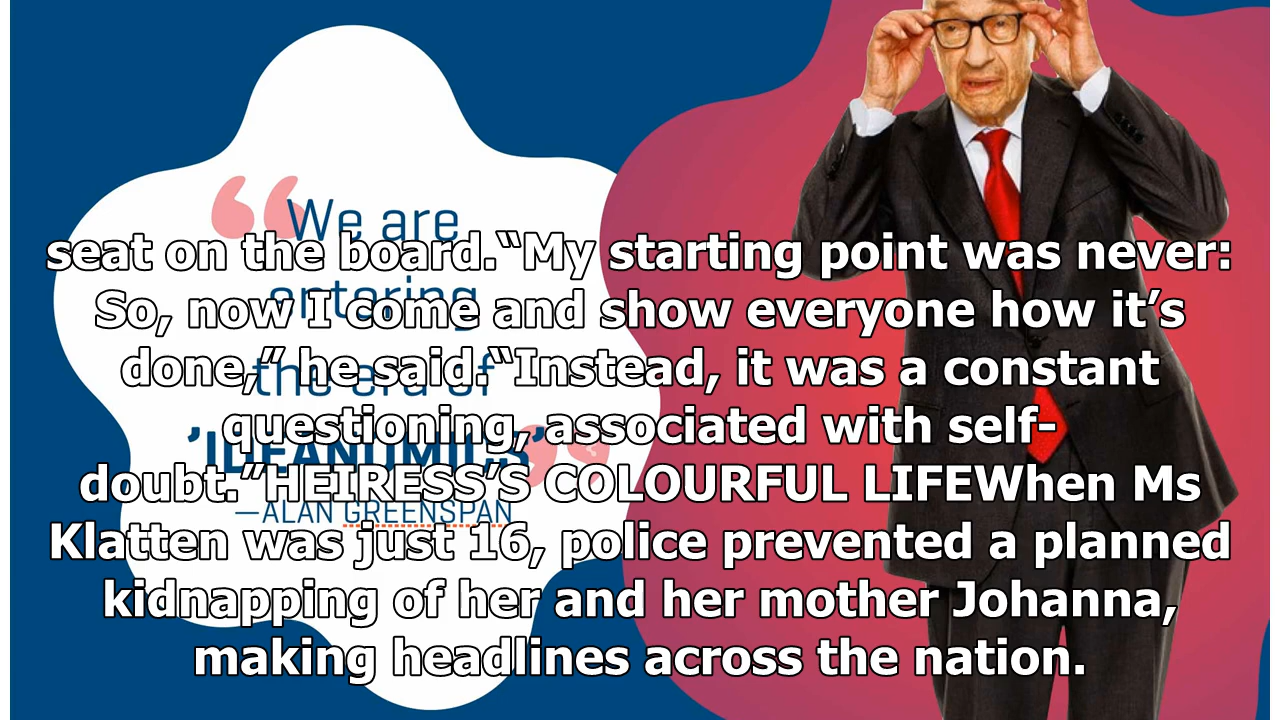 “We are
entering
the era of
’IDEANOMICS’”
—ALAN GREENSPAN
seat on the board.“My starting point was never:
So, now I come and show everyone how it’s
done,” he said.“Instead, it was a constant
questioning, associated with self-
doubt.”HEIRESS’S COLOURFUL LIFEWhen Ms
Klatten was just 16, police prevented a planned
kidnapping of her and her mother Johanna,
making headlines across the nation.